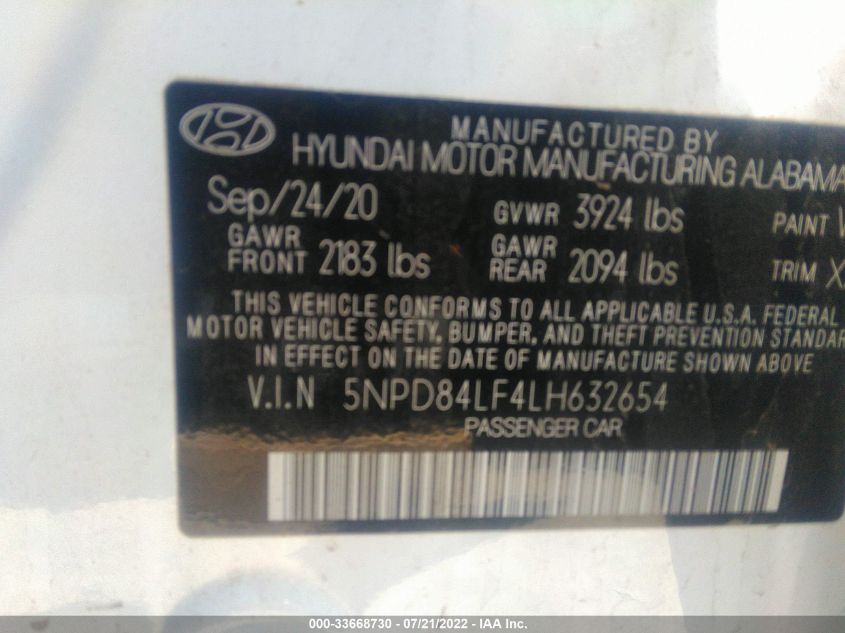 MANUFACTURED BY
HYUNDAI MOTOR MANUFACTURING ALABAMA
Sep/24/20 GVWR 3924 lbs PAINT
GAWR FRONT 2183 lbs GAWR REAR 2094 lbs TRIM X
THIS VEHICLE CONFORMS TO ALL APPLICABLE U.S.A. FEDERAL
MOTOR VEHICLE SAFETY, BUMPER, AND THEFT PREVENTION STANDAR
IN EFFECT ON THE DATE OF MANUFACTURE SHOWN ABOVE
V.I.N 5NPD84LF4LH632654
PASSENGER CAR
000-33668730 - 07/21/2022 - IAA Inc.